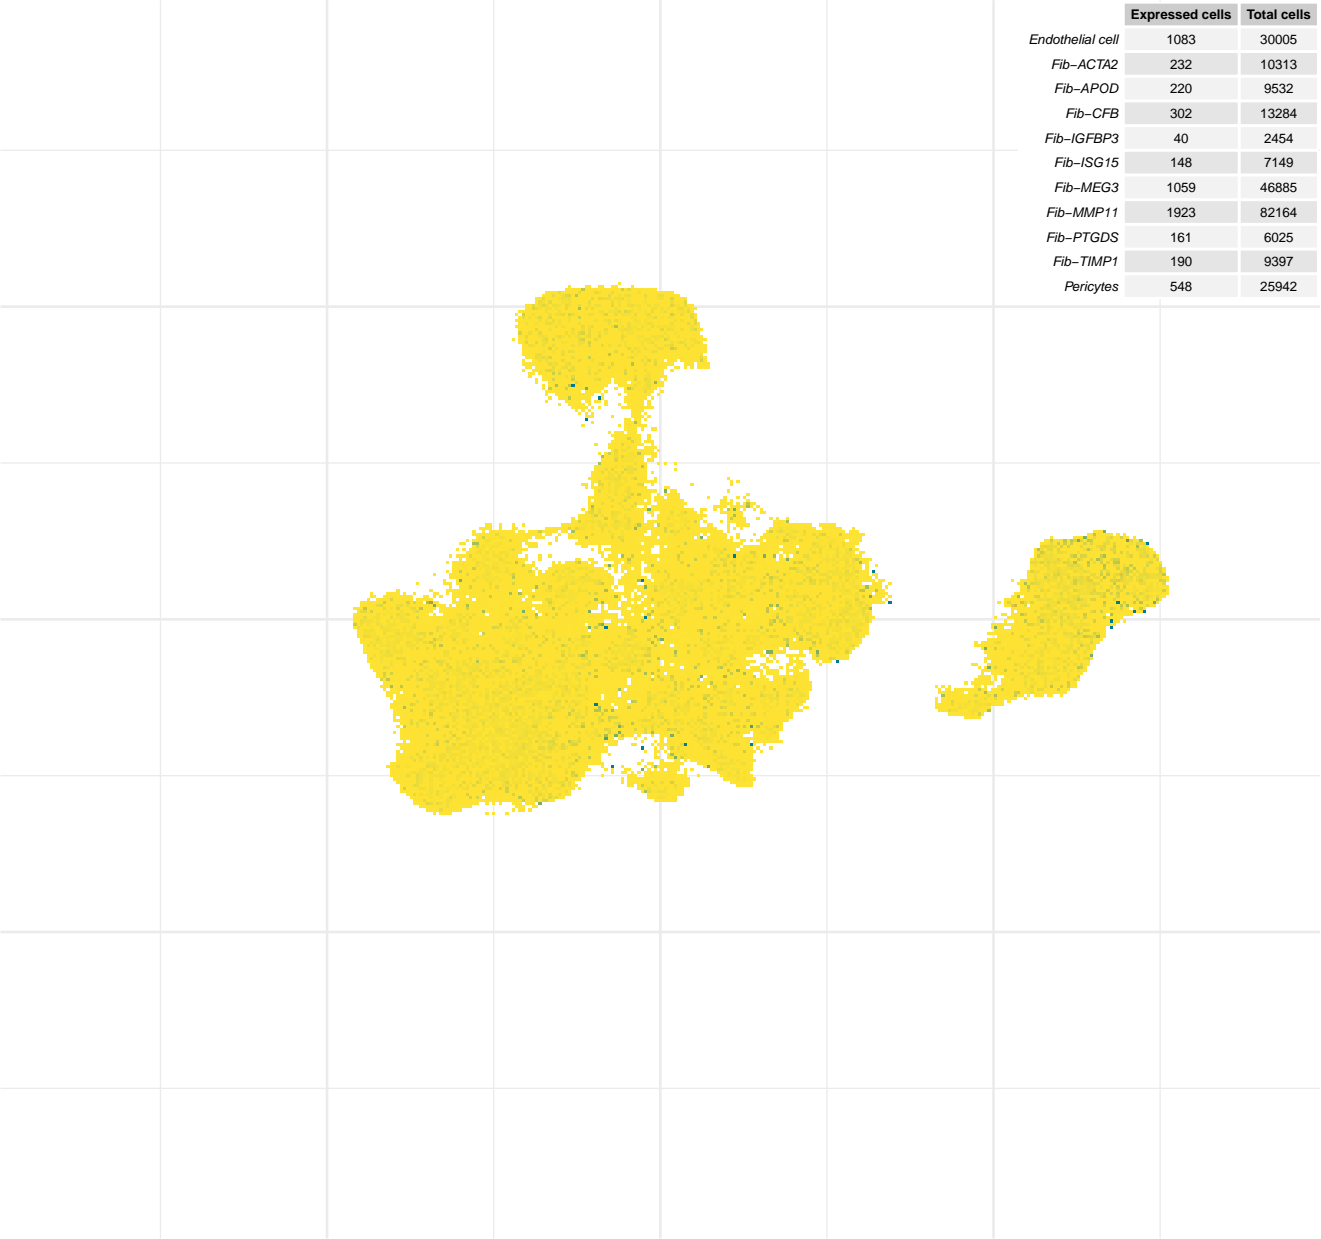 Expressed cells Total cells
Endothelial cell 1083 30005
Fib−ACTA2 232 10313
Fib−APOD 220 9532
Fib−CFB 302 13284
Fib−IGFBP3 40 2454
Fib−ISG15 148 7149
Fib−MEG3 1059 46885
Fib−MMP11 1923 82164
Fib−PTGDS 161 6025
Fib−TIMP1 190 9397
Pericytes 548 25942